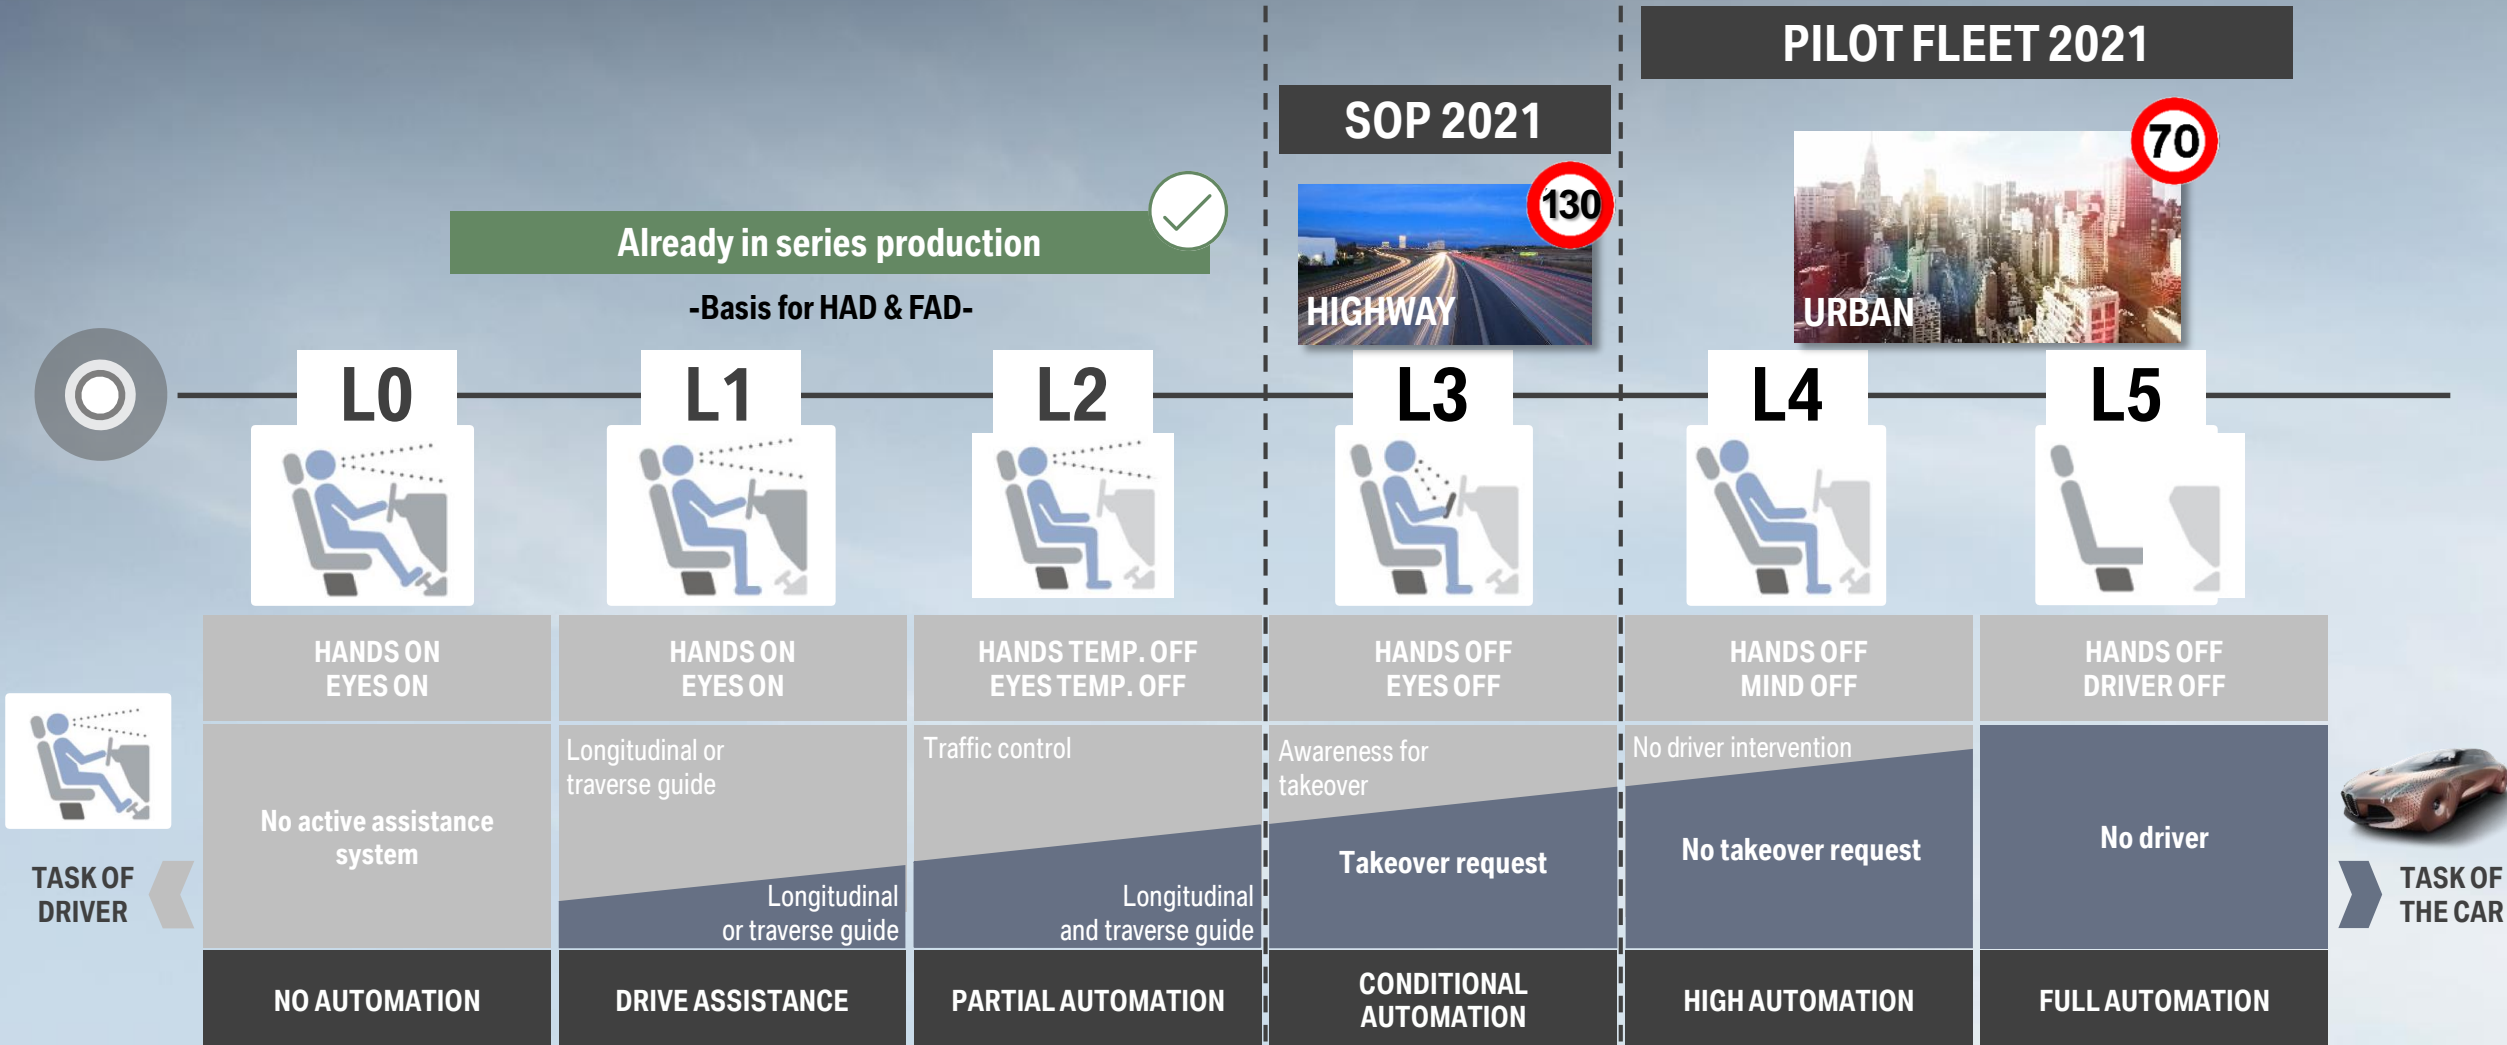 PILOT FLEET 2021
SOP 2021
70
130
Already in series production
-Basis for HAD & FAD-
HIGHWAY
URBAN
L0
L1
L2
L3
L4
L5
HANDS ON
EYES ON
HANDS ON
EYES ON
HANDS TEMP. OFF
EYES TEMP. OFF
HANDS OFF
EYES OFF
HANDS OFF
MIND OFF
HANDS OFF
DRIVER OFF
TASK OF
DRIVER
No active assistance
system
Longitudinal or
traverse guide
Longitudinal
or traverse guide
Traffic control
Longitudinal
and traverse guide
Awareness for
takeover
Takeover request
No driver intervention
No takeover request
No driver
TASK OF
THE CAR
NO AUTOMATION
DRIVE ASSISTANCE
PARTIAL AUTOMATION
CONDITIONAL
AUTOMATION
HIGH AUTOMATION
FULL AUTOMATION